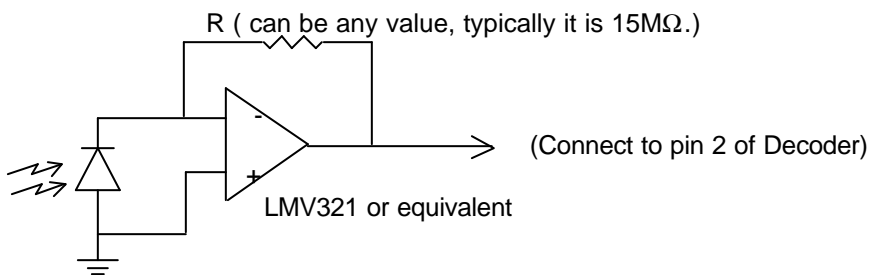 R ( can be any value, typically it is 15MΩ.)
-
(Connect to pin 2 of Decoder)
+
LMV321 or equivalent